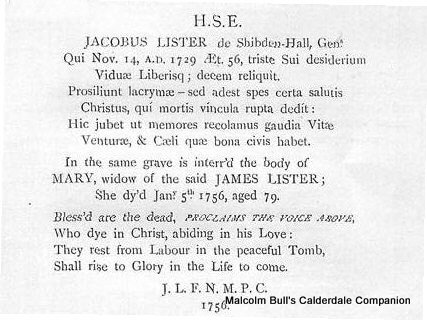 H.S.E.
JACOBUS LISTER de Shibden-Hall, Genᵗ
Qui Nov. 14, A.D. 1729 Æt. 56, triste Sui desiderium
Viduæ Liberisq; decem reliquit.
Prosiliunt lacrymæ — sed adest spes certa salutis
Christus, qui mortis vincula rupta dedit:
Hic jubet ut memores recolamus gaudia Vitæ
Venturæ, & Cæli quæ bona civis habet.
In the same grave is interr'd the body of
MARY, widow of the said JAMES LISTER;
She dy'd Janʸ 5ᵗʰ 1756, aged 79.
Bless'd are the dead, PROCLAIMS THE VOICE ABOVE,
Who dye in Christ, abiding in his Love:
They rest from Labour in the peaceful Tomb,
Shall rise to Glory in the Life to come.
J. L. F. N. M. P. C.
1756.
Malcolm Bull's Calderdale Companion